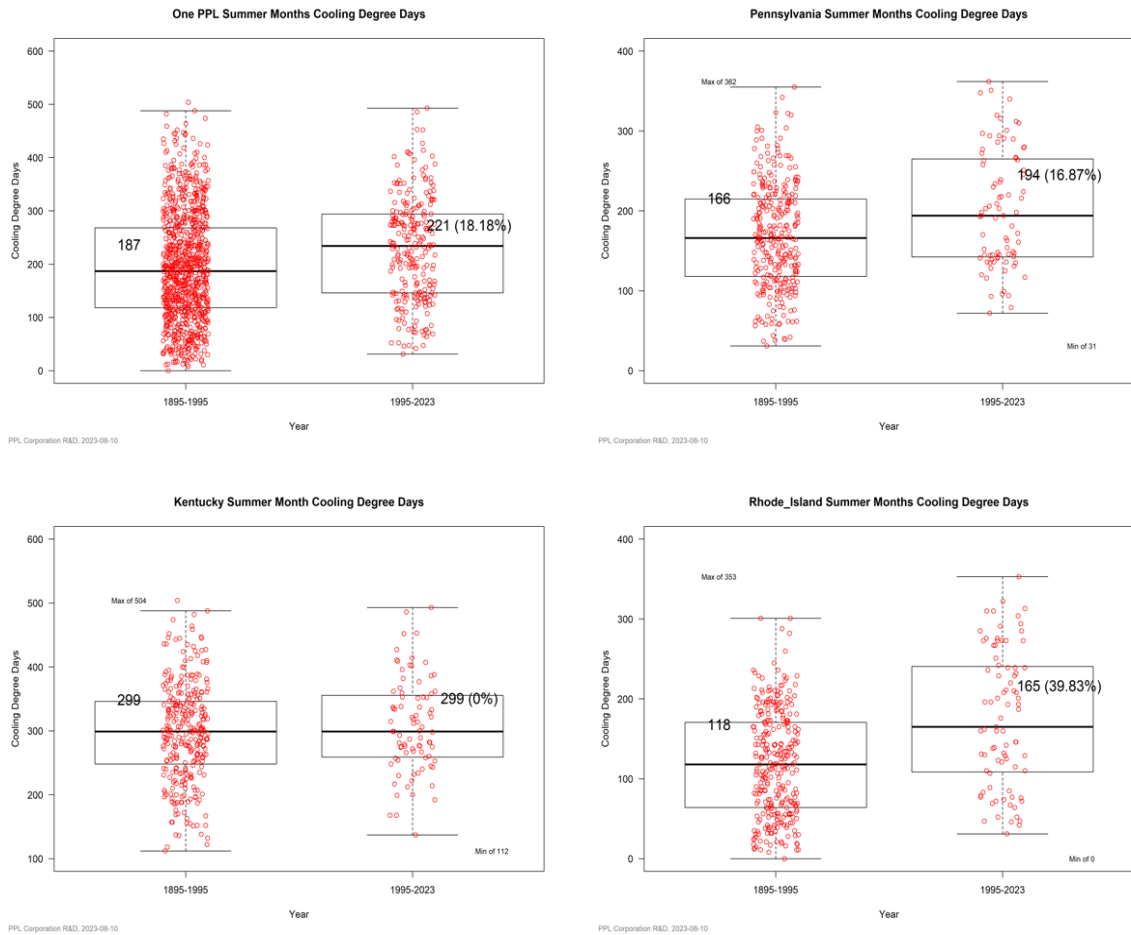 One PPL Summer Months Cooling Degree Days
Cooling Degree Days
600
500
400
300
200
100
0
187
221 (18.18%)
1895-1995
1995-2023
Year
PPL Corporation R&D, 2023-08-10
Pennsylvania Summer Months Cooling Degree Days
Cooling Degree Days
400
300
200
100
0
Max of 362
166
194 (16.87%)
Min of 31
1895-1995
1995-2023
Year
PPL Corporation R&D, 2023-08-10
Kentucky Summer Month Cooling Degree Days
Cooling Degree Days
600
500
400
300
200
100
Max of 504
299
299 (0%)
Min of 112
1895-1995
1995-2023
Year
PPL Corporation R&D, 2023-08-10
Rhode_Island Summer Months Cooling Degree Days
Cooling Degree Days
400
300
200
100
0
Max of 353
118
165 (39.83%)
Min of 0
1895-1995
1995-2023
Year
PPL Corporation R&D, 2023-08-10